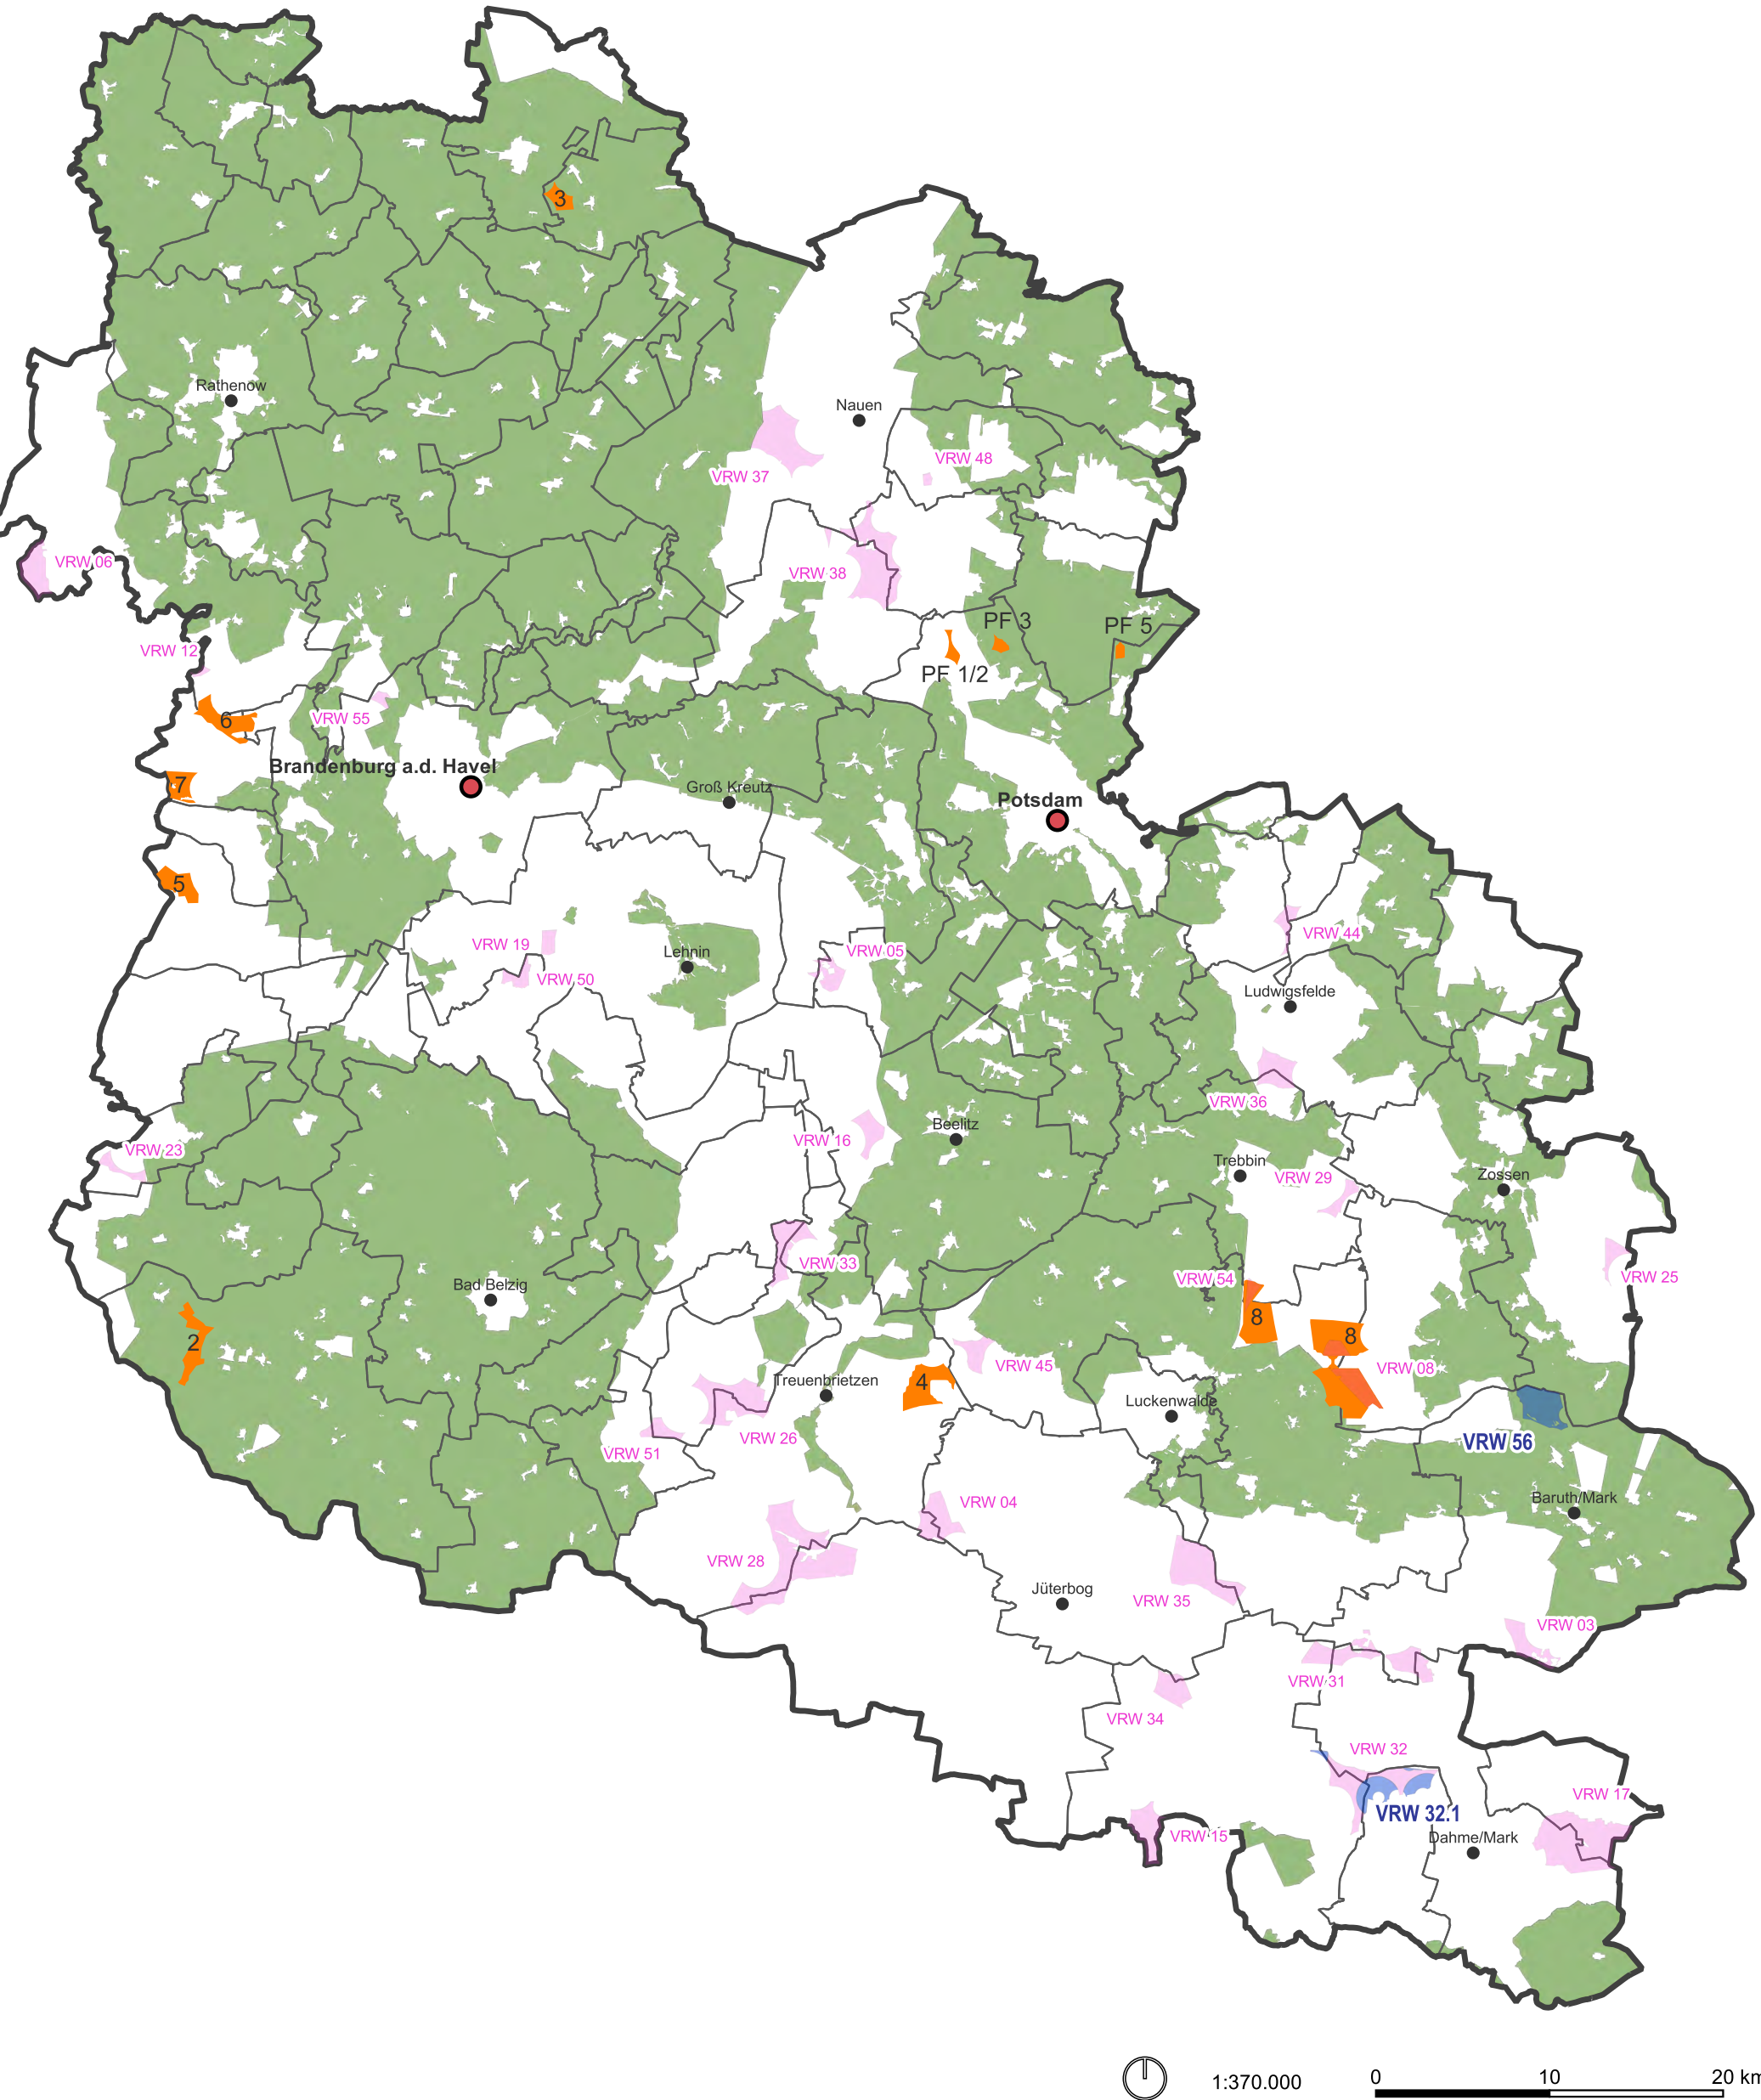 3
Rathenow
Nauen
VRW 48
VRW 37
VRW 06
VRW 38
PF 3
PF 5
VRW 12
PF 1/2
6
VRW 55
Brandenburg a.d. Havel
7
Groß Kreutz
Potsdam
5
VRW 44
VRW 19
VRW 05
Lehnin
VRW 50
Ludwigsfelde
VRW 36
Beelitz
VRW 16
VRW 23
Trebbin
VRW 29
Zossen
VRW 33
VRW 54
VRW 25
Bad Belzig
8
8
2
VRW 45
VRW 08
Treuenbrietzen
4
Luckenwalde
VRW 26
VRW 56
VRW 51
Baruth/Mark
VRW 04
VRW 28
Jüterbog
VRW 35
VRW 03
VRW 31
VRW 34
VRW 32
VRW 17
VRW 32.1
VRW 15
Dahme/Mark
1:370.000
0 10 20 km